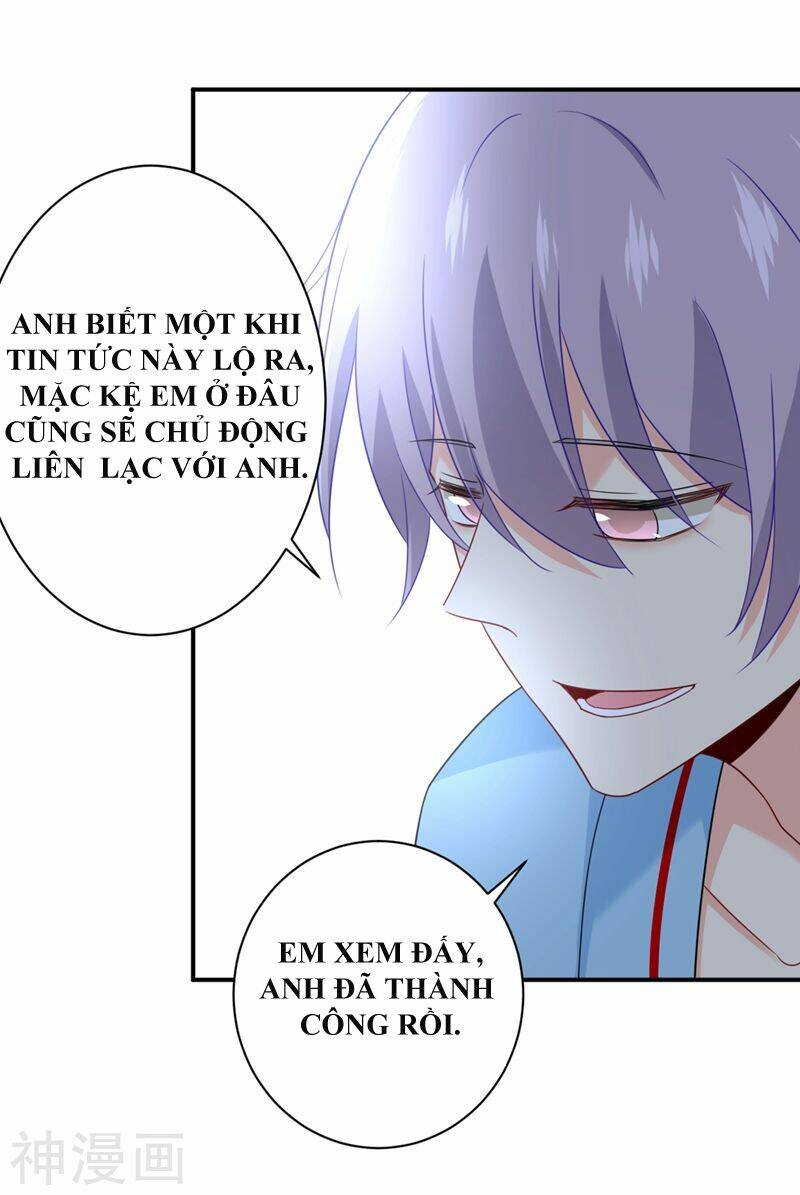 ANH BIẾT MỘT KHI
TIN TỨC NÀY LỘ RA,
MẶC KỆ EM Ở ĐÂU
CŨNG SẼ CHỦ ĐỘNG
LIÊN LẠC VỚI ANH.
EM XEM ĐẤY,
ANH ĐÃ THÀNH
CÔNG RỒI.
神漫画